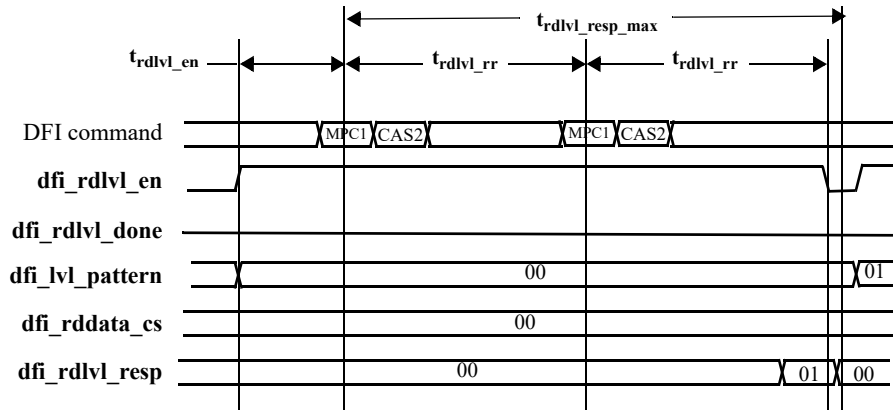 trdlvl_resp_max
trdlvl_en trdlvl_rr trdlvl_rr
DFI command MPC1 CAS2 MPC1 CAS2
dfi_rdlvl_en
dfi_rdlvl_done
dfi_lvl_pattern 00 01
dfi_rddata_cs 00
dfi_rdlvl_resp 00 01 00